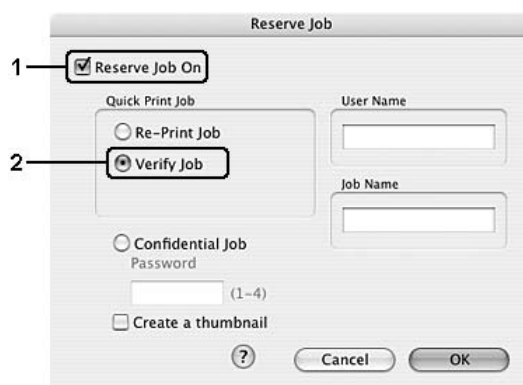 Reserve Job
1
Reserve Job On
Quick Print Job
Re-Print Job
2
Verify Job
User Name
Job Name
Confidential Job
Password
(1-4)
Create a thumbnail
?
Cancel
OK